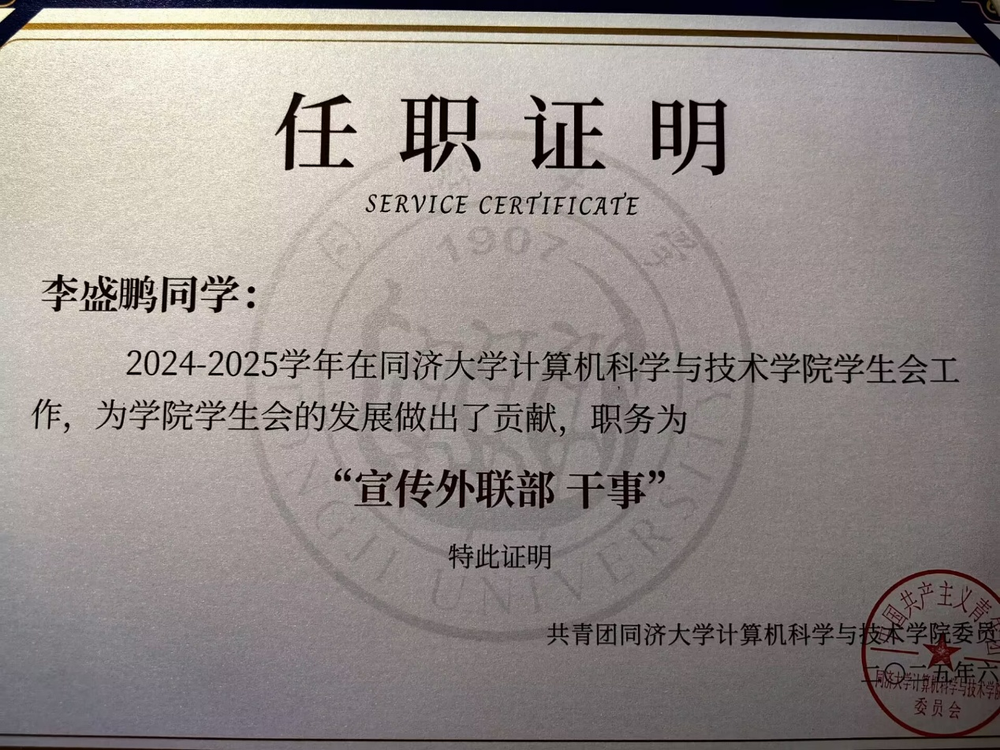 任职证明
SERVICE CERTIFICATE
1907
李盛鹏同学：
2024-2025学年在同济大学计算机科学与技术学院学生会工
作，为学院学生会的发展做出了贡献，职务为
“宣传外联部 干事”
特此证明
TONGJI UNIVERSITY
共青团同济大学计算机科学与技术学院委员
二〇二五年六
中国共产主义青年团
同济大学计算机科学与技术学院
委员会